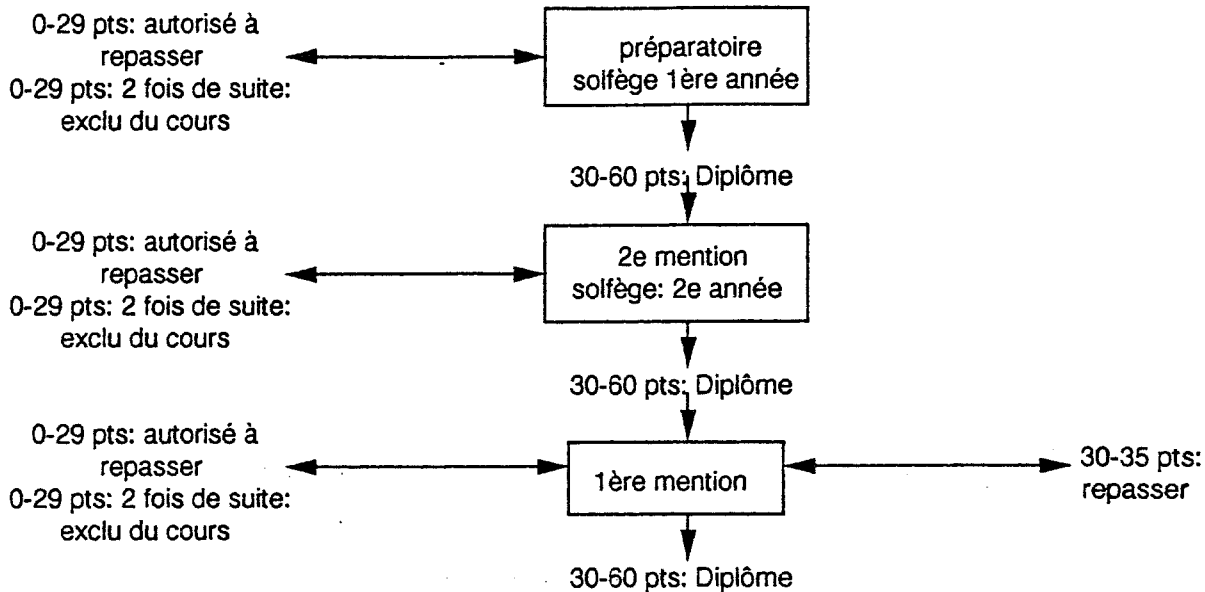 0-29 pts: autorisé à
repasser
0-29 pts: 2 fois de suite:
exclu du cours
préparatoire
solfège 1ère année
30-60 pts: Diplôme
0-29 pts: autorisé à
repasser
0-29 pts: 2 fois de suite:
exclu du cours
2e mention
solfège: 2e année
30-60 pts: Diplôme
0-29 pts: autorisé à
repasser
0-29 pts: 2 fois de suite:
exclu du cours
1ère mention
30-35 pts:
repasser
30-60 pts: Diplôme